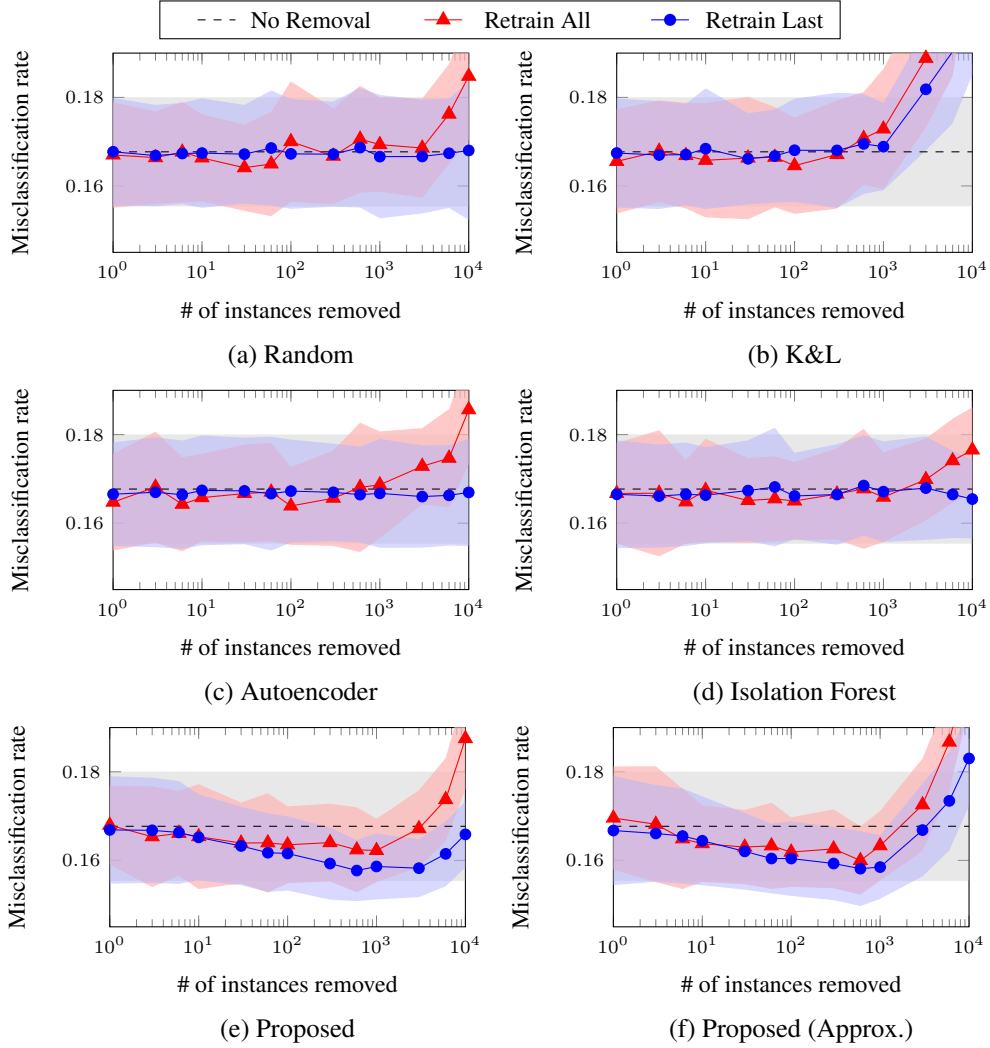 No Removal Retrain All Retrain Last
Misclassification rate
0.18
0.16
10^0 10^1 10^2 10^3 10^4
# of instances removed
(a) Random
Misclassification rate
0.18
0.16
10^0 10^1 10^2 10^3 10^4
# of instances removed
(b) K&L
Misclassification rate
0.18
0.16
10^0 10^1 10^2 10^3 10^4
# of instances removed
(c) Autoencoder
Misclassification rate
0.18
0.16
10^0 10^1 10^2 10^3 10^4
# of instances removed
(d) Isolation Forest
Misclassification rate
0.18
0.16
10^0 10^1 10^2 10^3 10^4
# of instances removed
(e) Proposed
Misclassification rate
0.18
0.16
10^0 10^1 10^2 10^3 10^4
# of instances removed
(f) Proposed (Approx.)